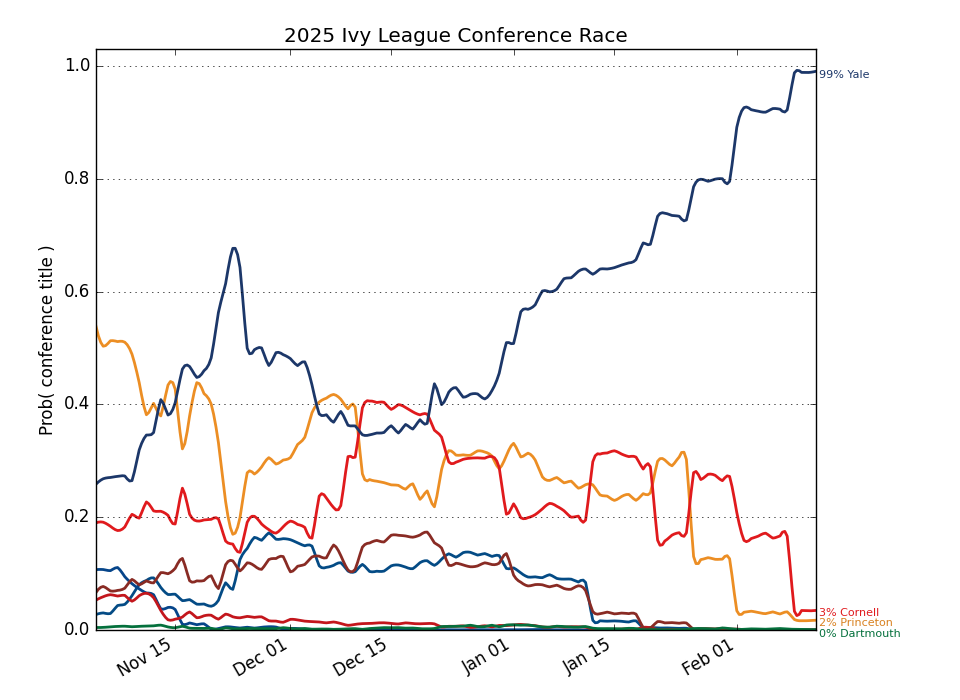 2025 Ivy League Conference Race
Prob( conference title )
1.0
0.8
0.6
0.4
0.2
0.0
Nov 15
Dec 01
Dec 15
Jan 01
Jan 15
Feb 01
99% Yale
3% Cornell
2% Princeton
0% Dartmouth